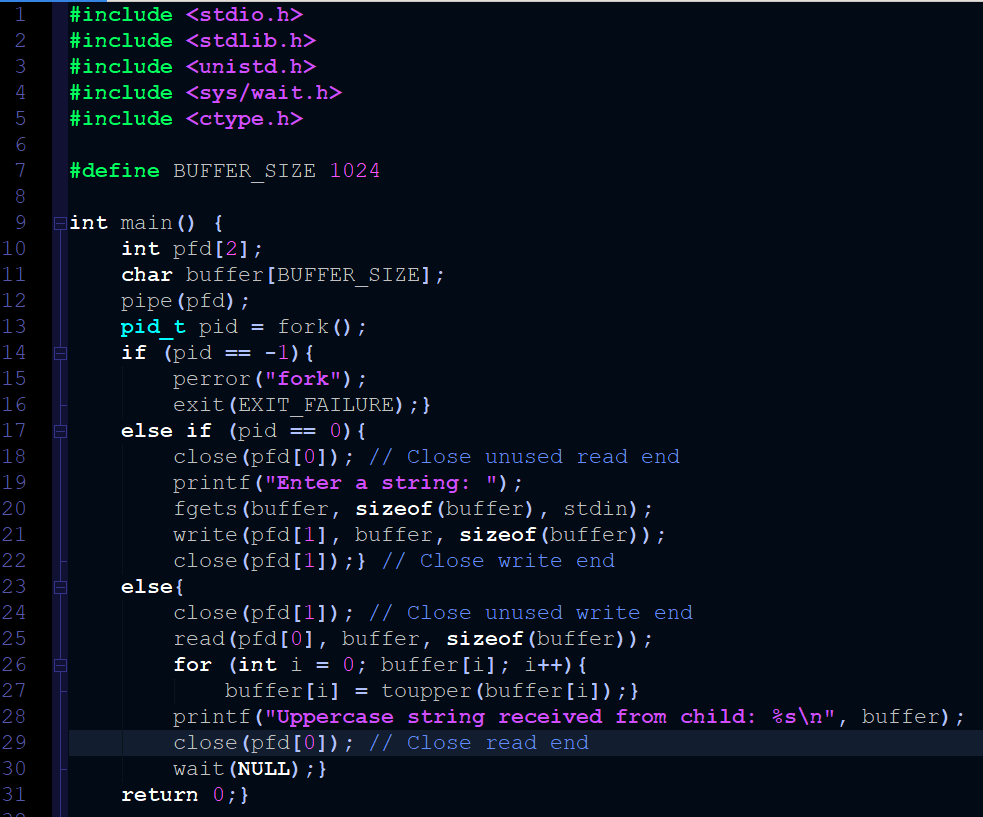 1 #include <stdio.h>
2 #include <stdlib.h>
3 #include <unistd.h>
4 #include <sys/wait.h>
5 #include <ctype.h>
6
7 #define BUFFER_SIZE 1024
8
9 int main() {
10     int pfd[2];
11     char buffer[BUFFER_SIZE];
12     pipe(pfd);
13     pid_t pid = fork();
14     if (pid == -1){
15         perror("fork");
16         exit(EXIT_FAILURE);}
17     else if (pid == 0){
18         close(pfd[0]); // Close unused read end
19         printf("Enter a string: ");
20         fgets(buffer, sizeof(buffer), stdin);
21         write(pfd[1], buffer, sizeof(buffer));
22         close(pfd[1]);} // Close write end
23     else{
24         close(pfd[1]); // Close unused write end
25         read(pfd[0], buffer, sizeof(buffer));
26         for (int i = 0; buffer[i]; i++){
27             buffer[i] = toupper(buffer[i]);}
28         printf("Uppercase string received from child: %s\n", buffer);
29         close(pfd[0]); // Close read end
30         wait(NULL);}
31     return 0;}